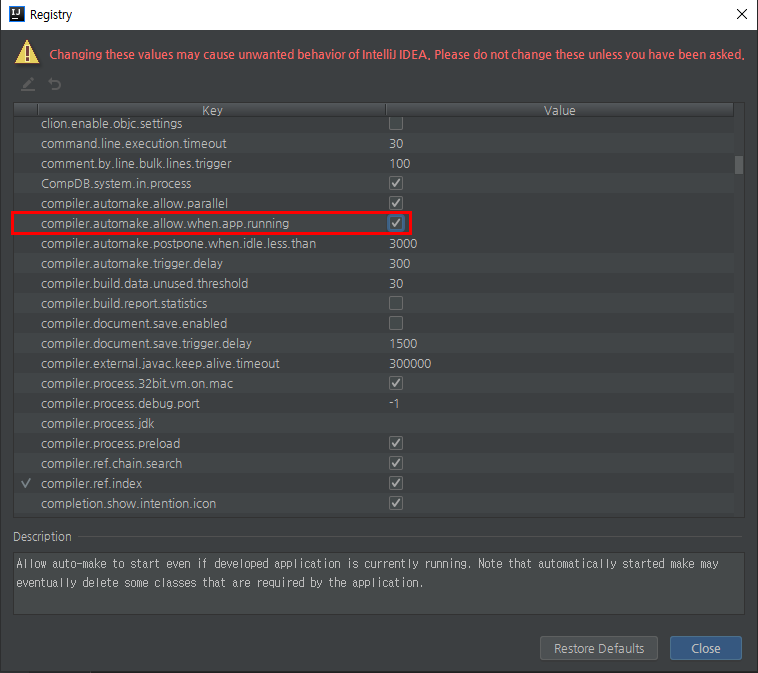 IJ Registry
Changing these values may cause unwanted behavior of IntelliJ IDEA. Please do not change these unless you have been asked.
Key Value
clion.enable.objc.settings
command.line.execution.timeout 30
comment.by.line.bulk.lines.trigger 100
CompDB.system.in.process
compiler.automake.allow.parallel
compiler.automake.allow.when.app.running
compiler.automake.postpone.when.idle.less.than 3000
compiler.automake.trigger.delay 300
compiler.build.data.unused.threshold 30
compiler.build.report.statistics
compiler.document.save.enabled
compiler.document.save.trigger.delay 1500
compiler.external.javac.keep.alive.timeout 300000
compiler.process.32bit.vm.on.mac
compiler.process.debug.port -1
compiler.process.jdk
compiler.process.preload
compiler.ref.chain.search
compiler.ref.index
completion.show.intention.icon
Description
Allow auto-make to start even if developed application is currently running. Note that automatically started make may
eventually delete some classes that are required by the application.
Restore Defaults Close